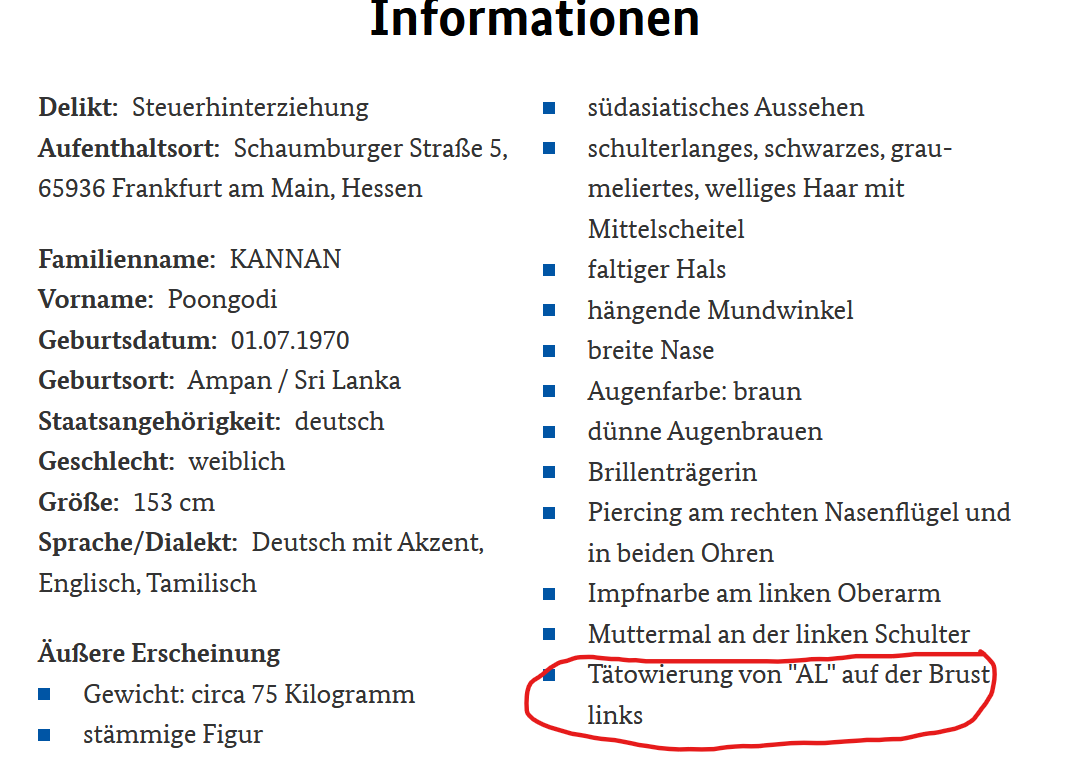 Informationen
Delikt: Steuerhinterziehung
Aufenthaltsort: Schaumburger Straße 5,
65936 Frankfurt am Main, Hessen
Familienname: KANNAN
Vorname: Poongodi
Geburtsdatum: 01.07.1970
Geburtsort: Ampan / Sri Lanka
Staatsangehörigkeit: deutsch
Geschlecht: weiblich
Größe: 153 cm
Sprache/Dialekt: Deutsch mit Akzent,
Englisch, Tamilisch
Äußere Erscheinung
Gewicht: circa 75 Kilogramm
stämmige Figur
südasiatisches Aussehen
schulterlanges, schwarzes, grau-
meliertes, welliges Haar mit
Mittelscheitel
faltiger Hals
hängende Mundwinkel
breite Nase
Augenfarbe: braun
dünne Augenbrauen
Brillenträgerin
Piercing am rechten Nasenflügel und
in beiden Ohren
Impfnarbe am linken Oberarm
Muttermal an der linken Schulter
Tätowierung von "AL" auf der Brust
links